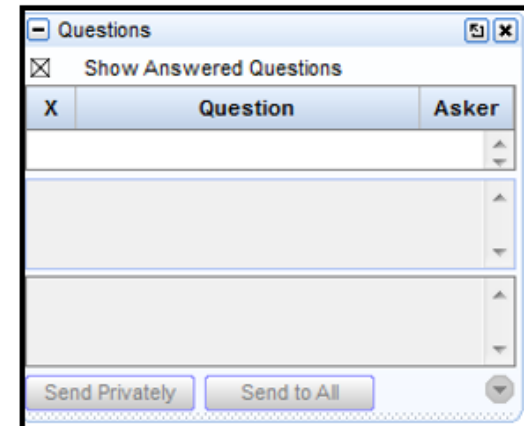 Questions
Show Answered Questions
X Question Asker
Send Privately Send to All